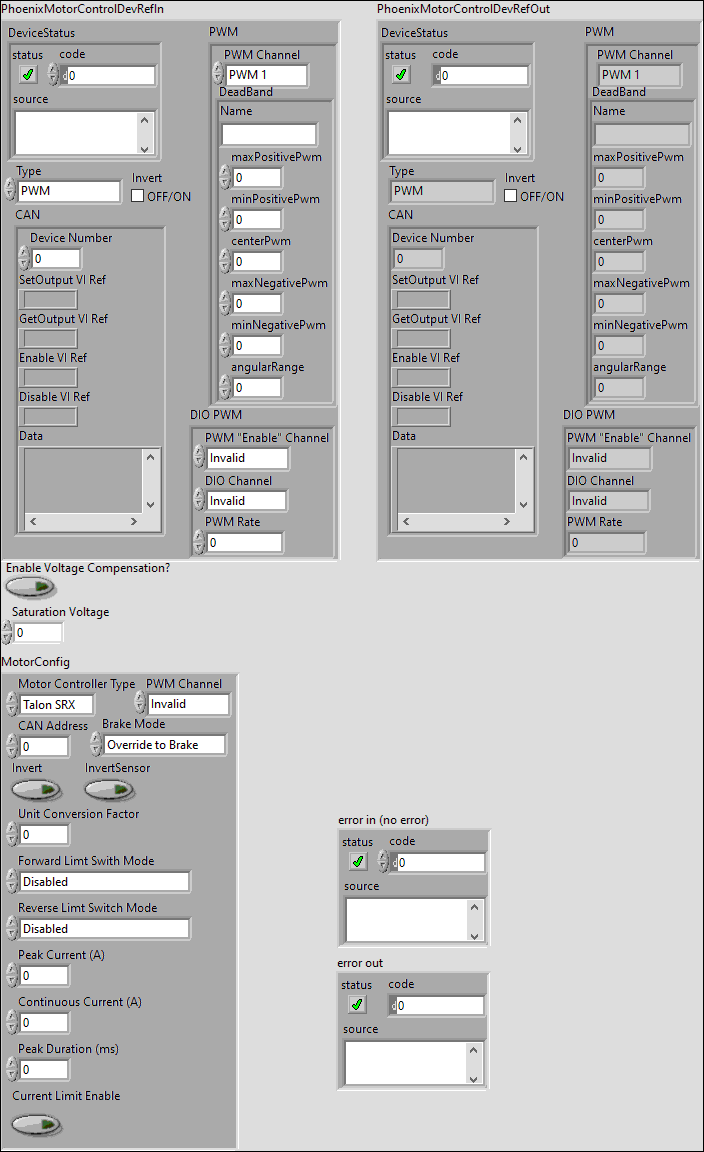 PhoenixMotorControlDevRefIn
DeviceStatus
status code
d 0
source
Type
PWM
Invert
OFF/ON
CAN
Device Number
0
SetOutput VI Ref
GetOutput VI Ref
Enable VI Ref
Disable VI Ref
Data
PWM
PWM Channel
PWM 1
DeadBand
Name
maxPositivePwm
0
minPositivePwm
0
centerPwm
0
maxNegativePwm
0
minNegativePwm
0
angularRange
0
DIO PWM
PWM "Enable" Channel
Invalid
DIO Channel
Invalid
PWM Rate
0
PhoenixMotorControlDevRefOut
DeviceStatus
status code
d 0
source
Type
PWM
Invert
OFF/ON
CAN
Device Number
0
SetOutput VI Ref
GetOutput VI Ref
Enable VI Ref
Disable VI Ref
Data
PWM
PWM Channel
PWM 1
DeadBand
Name
maxPositivePwm
0
minPositivePwm
0
centerPwm
0
maxNegativePwm
0
minNegativePwm
0
angularRange
0
DIO PWM
PWM "Enable" Channel
Invalid
DIO Channel
Invalid
PWM Rate
0
Enable Voltage Compensation?
Saturation Voltage
0
MotorConfig
Motor Controller Type PWM Channel
Talon SRX Invalid
CAN Address Brake Mode
0 Override to Brake
Invert InvertSensor
Unit Conversion Factor
0
Forward Limt Swith Mode
Disabled
Reverse Limt Switch Mode
Disabled
Peak Current (A)
0
Continuous Current (A)
0
Peak Duration (ms)
0
Current Limit Enable
error in (no error)
status code
d 0
source
error out
status code
d 0
source